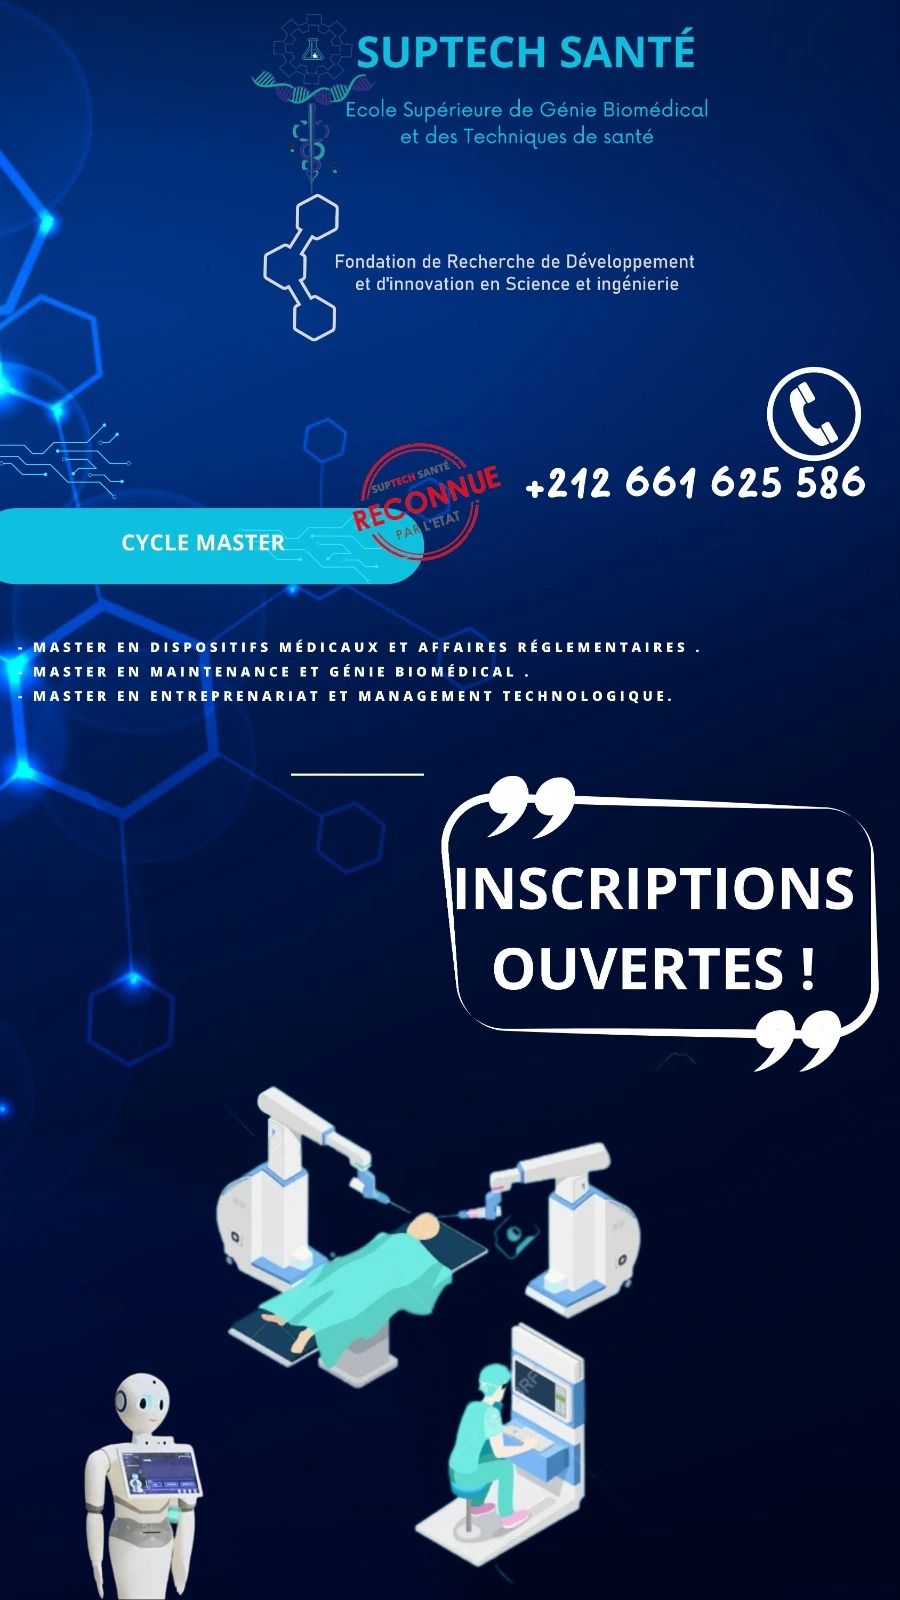 SUPTECH SANTÉ
Ecole Supérieure de Génie Biomédical
et des Techniques de santé
Fondation de Recherche de Développement
et d'innovation en Science et ingénierie
+212 661 625 586
SUPTECH SANTÉ
RECONNUE
PAR L'ETAT
CYCLE MASTER
- MASTER EN DISPOSITIFS MÉDICAUX ET AFFAIRES RÉGLEMENTAIRES .
- MASTER EN MAINTENANCE ET GÉNIE BIOMÉDICAL .
- MASTER EN ENTREPRENARIAT ET MANAGEMENT TECHNOLOGIQUE.
INSCRIPTIONS
OUVERTES !